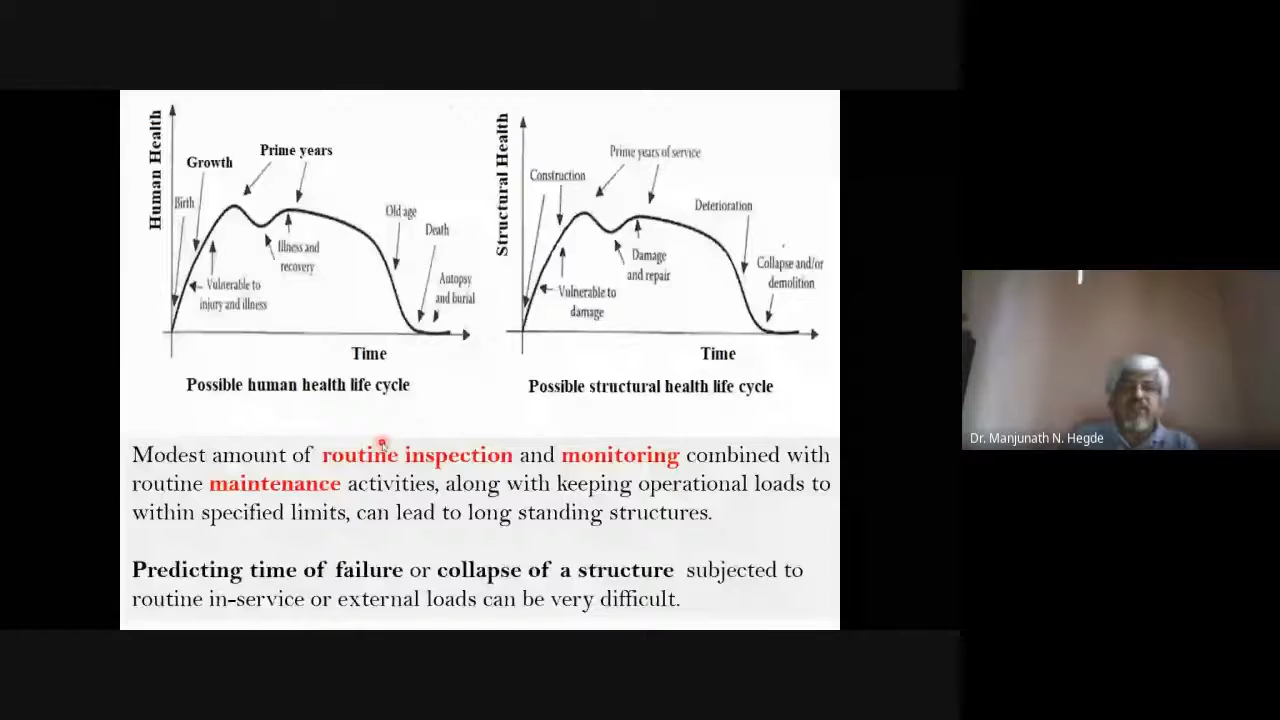 Human Health
Birth
Growth
Prime years
Vulnerable to
injury and illness
Illness and
recovery
Old age
Death
Autopsy
and burial
Time
Possible human health life cycle
Structural Health
Construction
Prime years of service
Vulnerable to
damage
Damage
and repair
Deterioration
Collapse and/or
demolition
Time
Possible structural health life cycle
Modest amount of routine inspection and monitoring combined with
routine maintenance activities, along with keeping operational loads to
within specified limits, can lead to long standing structures.
Predicting time of failure or collapse of a structure subjected to
routine in-service or external loads can be very difficult.
Dr. Manjunath N. Hegde